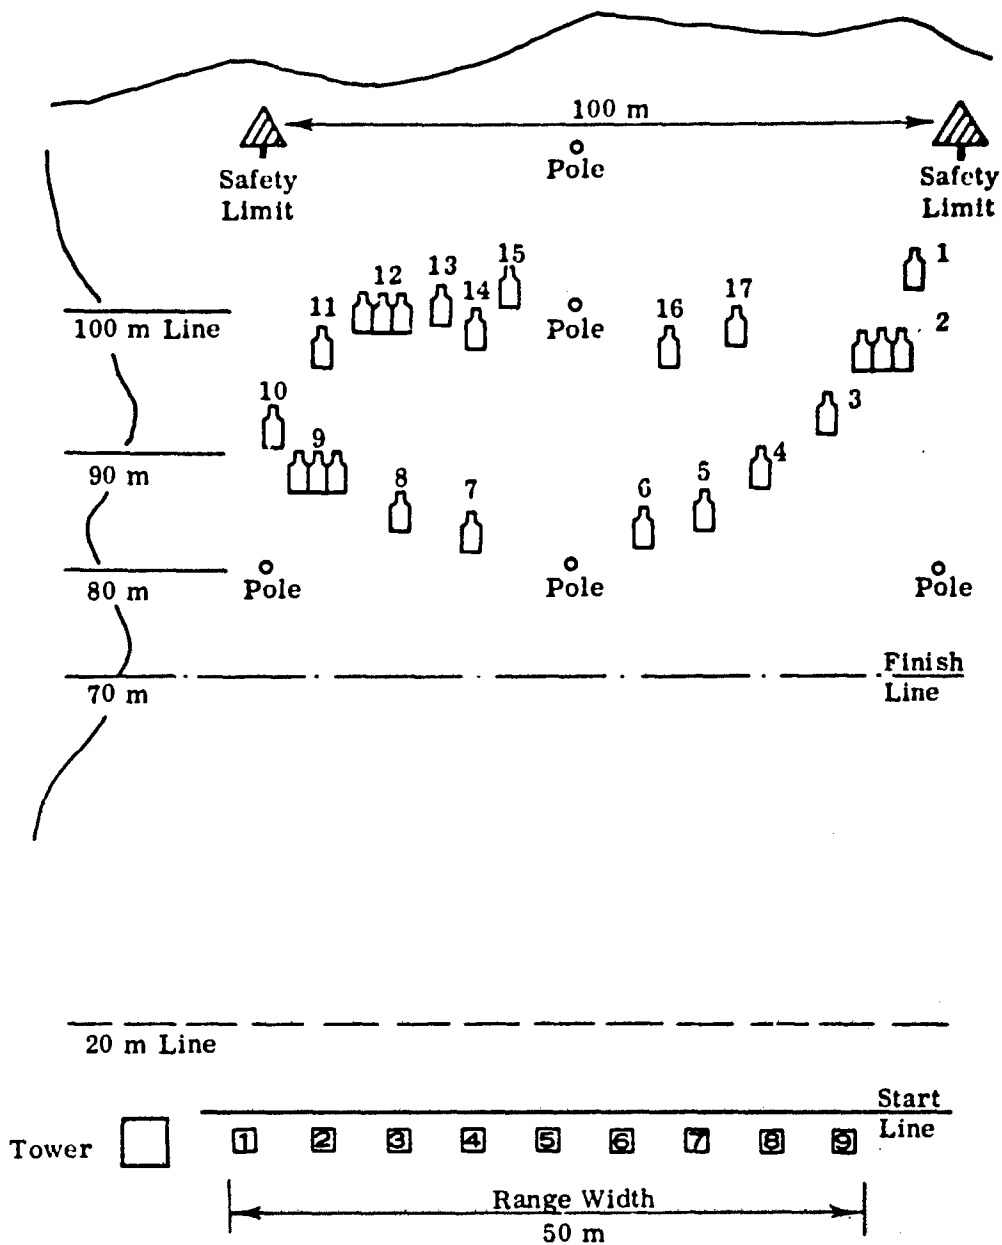 100 m
Pole
Safety
Limit
Safety
Limit
1
15
13
12
14
17
11
16
2
Pole
100 m Line
10
3
9
4
90 m
8
7
6
5
Pole
Pole
Pole
80 m
Finish
Line
70 m
20 m Line
Start
Line
Tower
1 2 3 4 5 6 7 8 9
Range Width
50 m